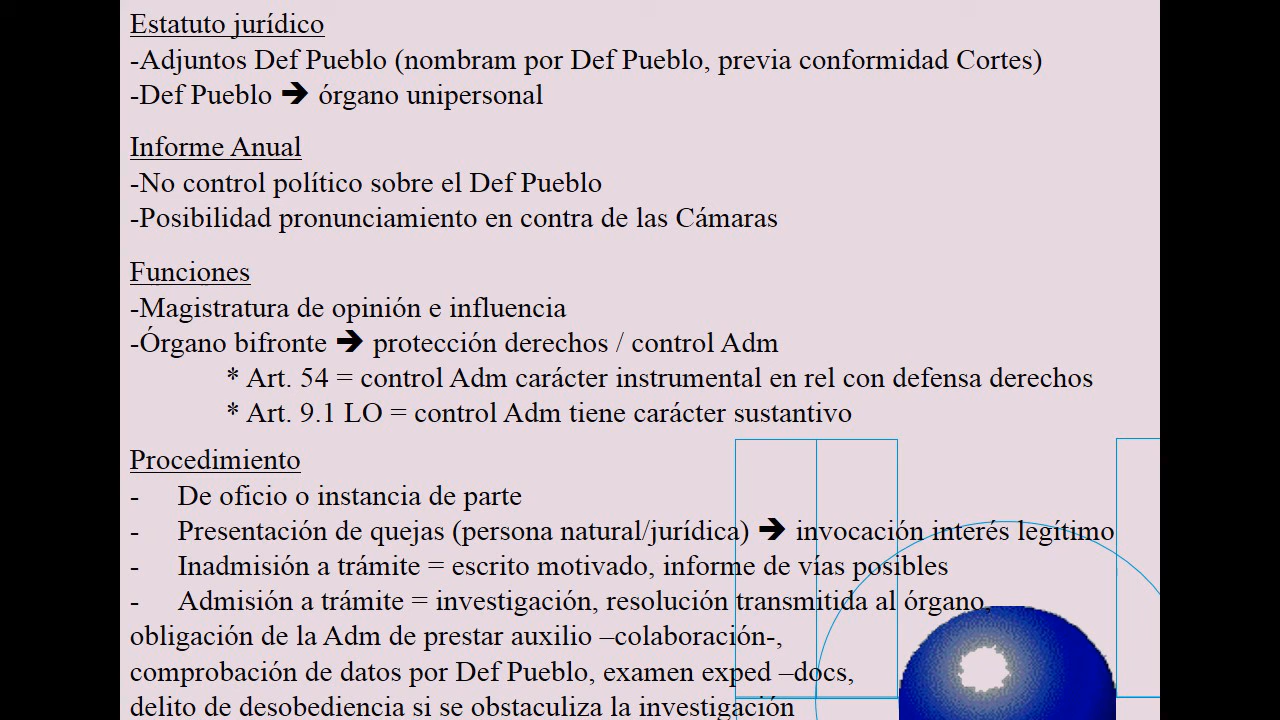 Estatuto jurídico
-Adjuntos Def Pueblo (nombram por Def Pueblo, previa conformidad Cortes)
-Def Pueblo ➔ órgano unipersonal
Informe Anual
-No control político sobre el Def Pueblo
-Posibilidad pronunciamiento en contra de las Cámaras
Funciones
-Magistratura de opinión e influencia
-Órgano bifronte ➔ protección derechos / control Adm
* Art. 54 = control Adm carácter instrumental en rel con defensa derechos
* Art. 9.1 LO = control Adm tiene carácter sustantivo
Procedimiento
- De oficio o instancia de parte
- Presentación de quejas (persona natural/jurídica) ➔ invocación interés legítimo
- Inadmisión a trámite = escrito motivado, informe de vías posibles
- Admisión a trámite = investigación, resolución transmitida al órgano,
obligación de la Adm de prestar auxilio –colaboración-,
comprobación de datos por Def Pueblo, examen exped –docs,
delito de desobediencia si se obstaculiza la investigación